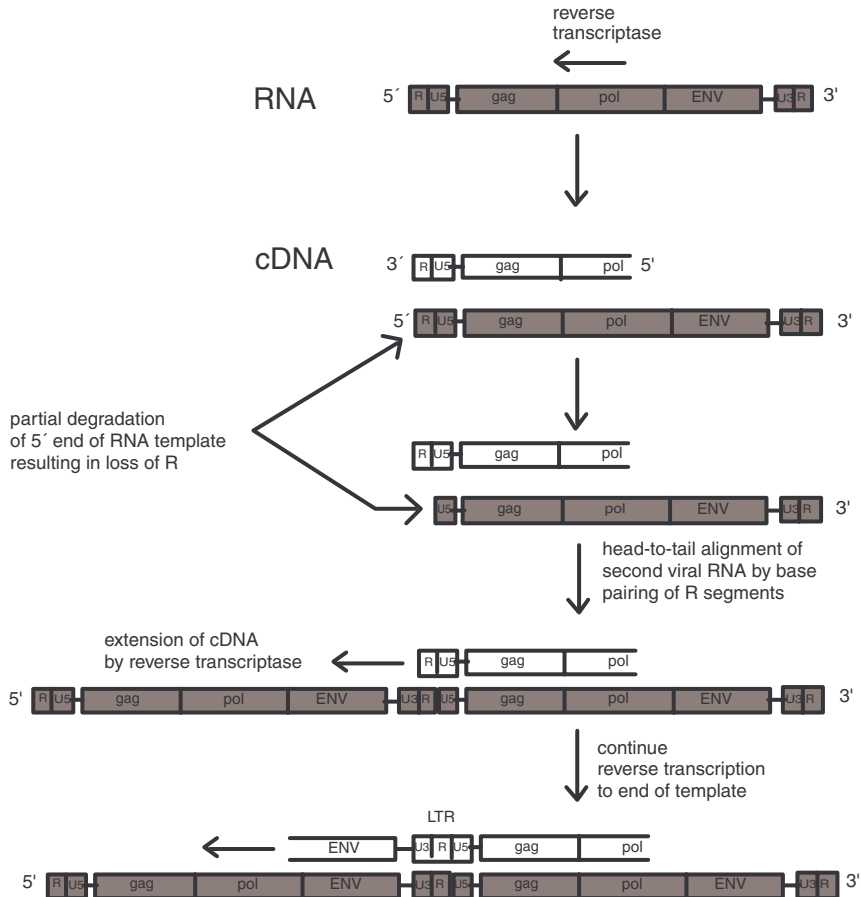 reverse
transcriptase
RNA 5´ R U5 gag pol ENV U3 R 3'
cDNA 3´ R U5 gag pol 5'
5´ R U5 gag pol ENV U3 R 3'
partial degradation
of 5´ end of RNA template
resulting in loss of R
R U5 gag pol
U5 gag pol ENV U3 R 3'
head-to-tail alignment of
second viral RNA by base
pairing of R segments
extension of cDNA
by reverse transcriptase
R U5 gag pol
5' R U5 gag pol ENV U3 R U5 gag pol ENV U3 R 3'
continue
reverse transcription
to end of template
LTR
ENV U3 R U5 gag pol
5' R U5 gag pol ENV U3 R U5 gag pol ENV U3 R 3'